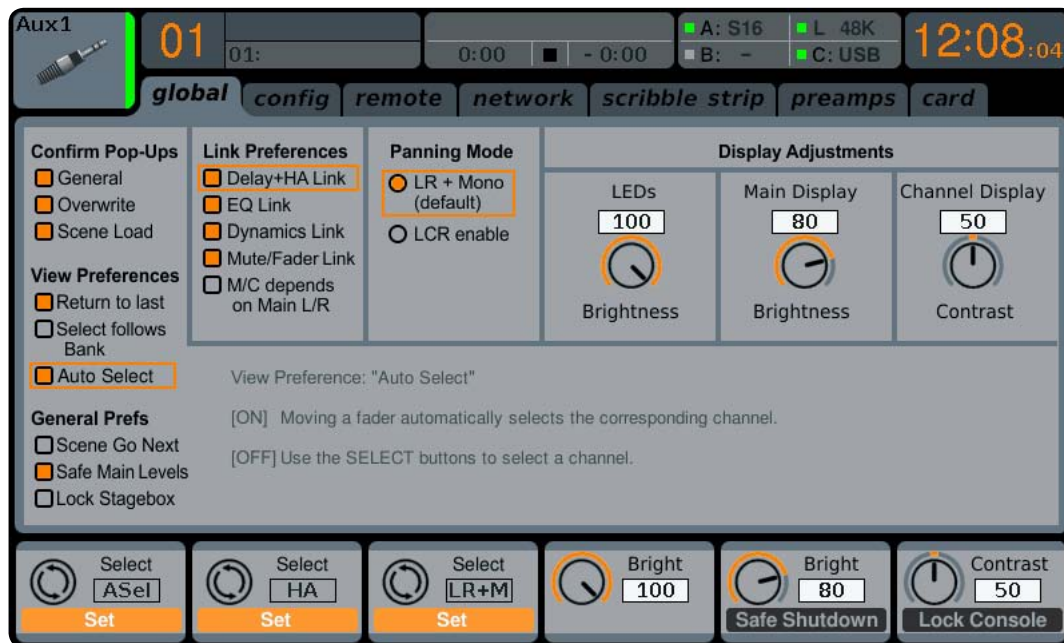 Aux1
01
01:
0:00
- 0:00
A: S16
B: -
L 48K
C: USB
12:08:04
global
config
remote
network
scribble strip
preamps
card
Confirm Pop-Ups
General
Overwrite
Scene Load
View Preferences
Return to last
Select follows
Bank
Auto Select
General Prefs
Scene Go Next
Safe Main Levels
Lock Stagebox
Link Preferences
Delay+HA Link
EQ Link
Dynamics Link
Mute/Fader Link
M/C depends
on Main L/R
Panning Mode
LR + Mono
(default)
LCR enable
Display Adjustments
LEDs
100
Brightness
Main Display
80
Brightness
Channel Display
50
Contrast
View Preference: "Auto Select"
[ON] Moving a fader automatically selects the corresponding channel.
[OFF] Use the SELECT buttons to select a channel.
Select
ASel
Set
Select
HA
Set
Select
LR+M
Set
Bright
100
Bright
80
Safe Shutdown
Contrast
50
Lock Console